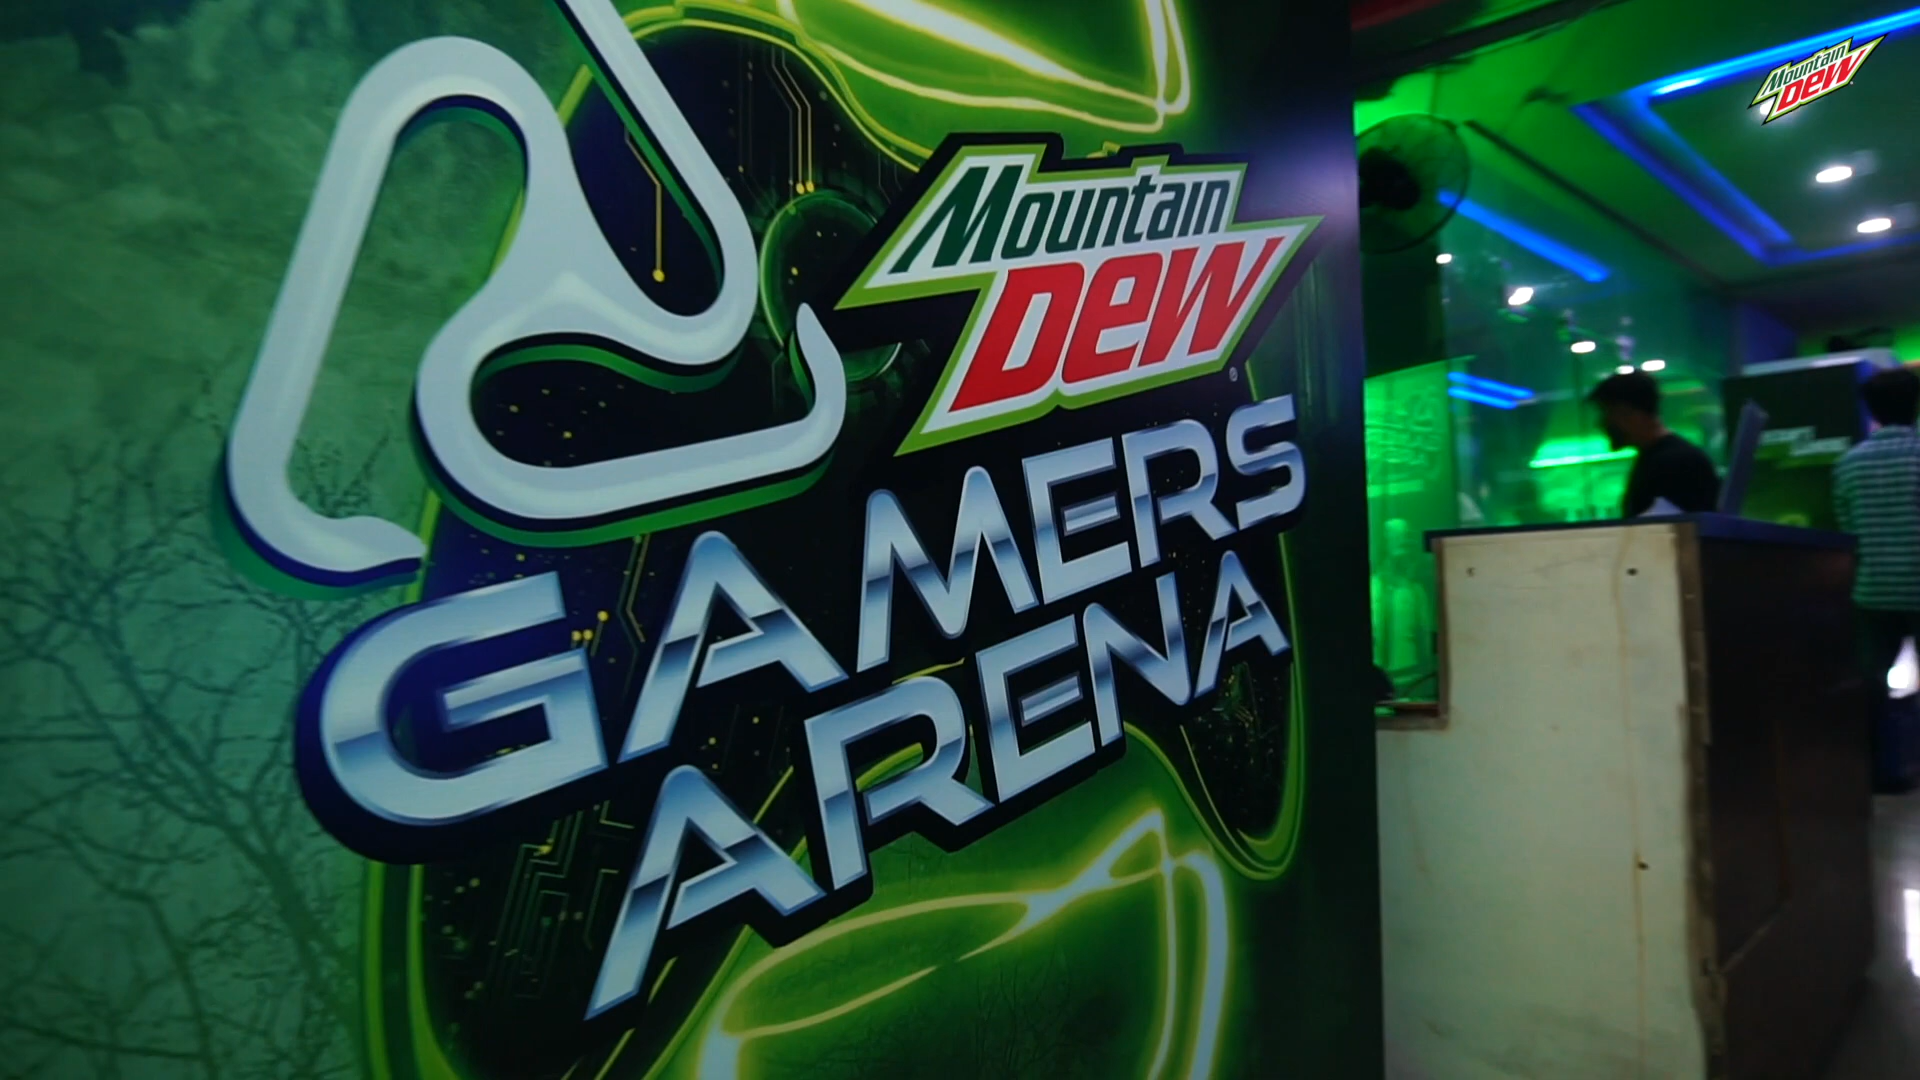 Mountain
DEW
Mountain
DEW
®
GAMERS
ARENA